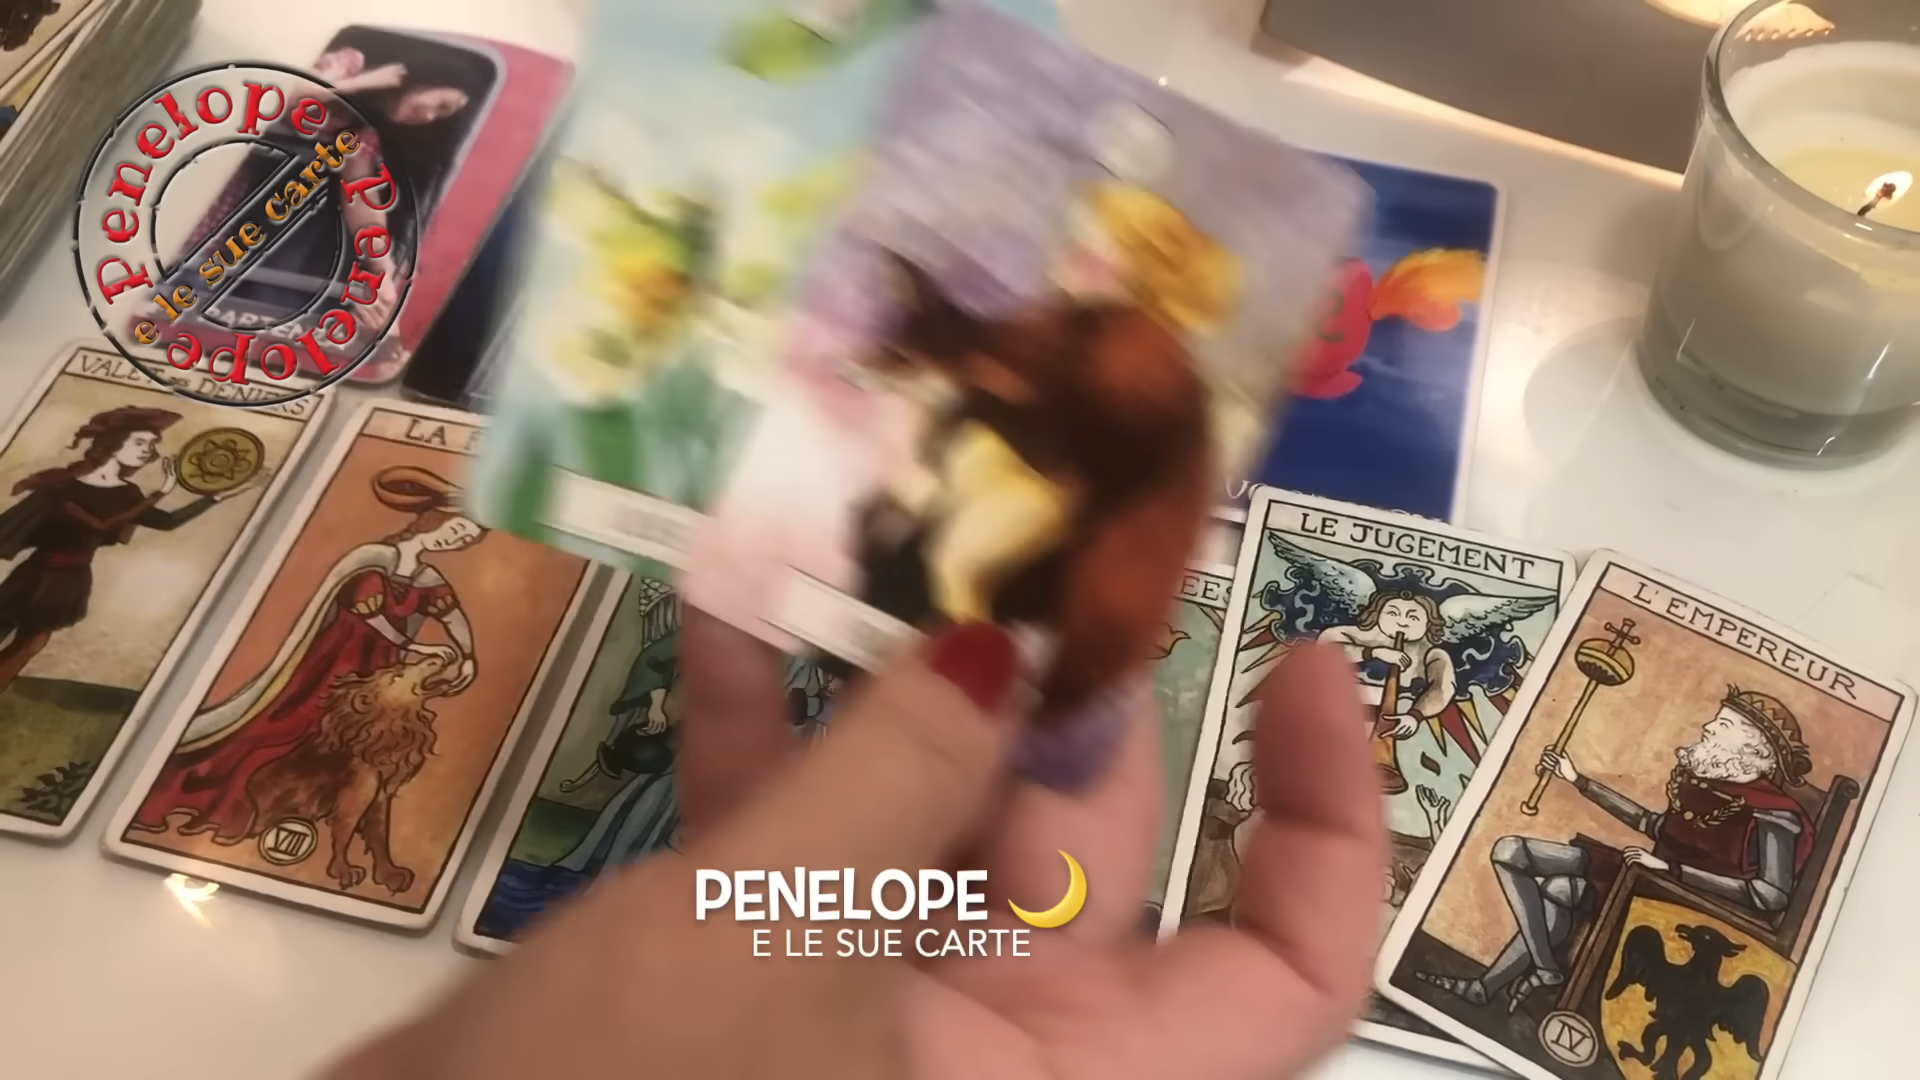 Penelope Penelope
e le sue carte
VALET DE DENIERS
LA
VIII
LE JUGEMENT
L'EMPEREUR
IV
PENELOPE
E LE SUE CARTE